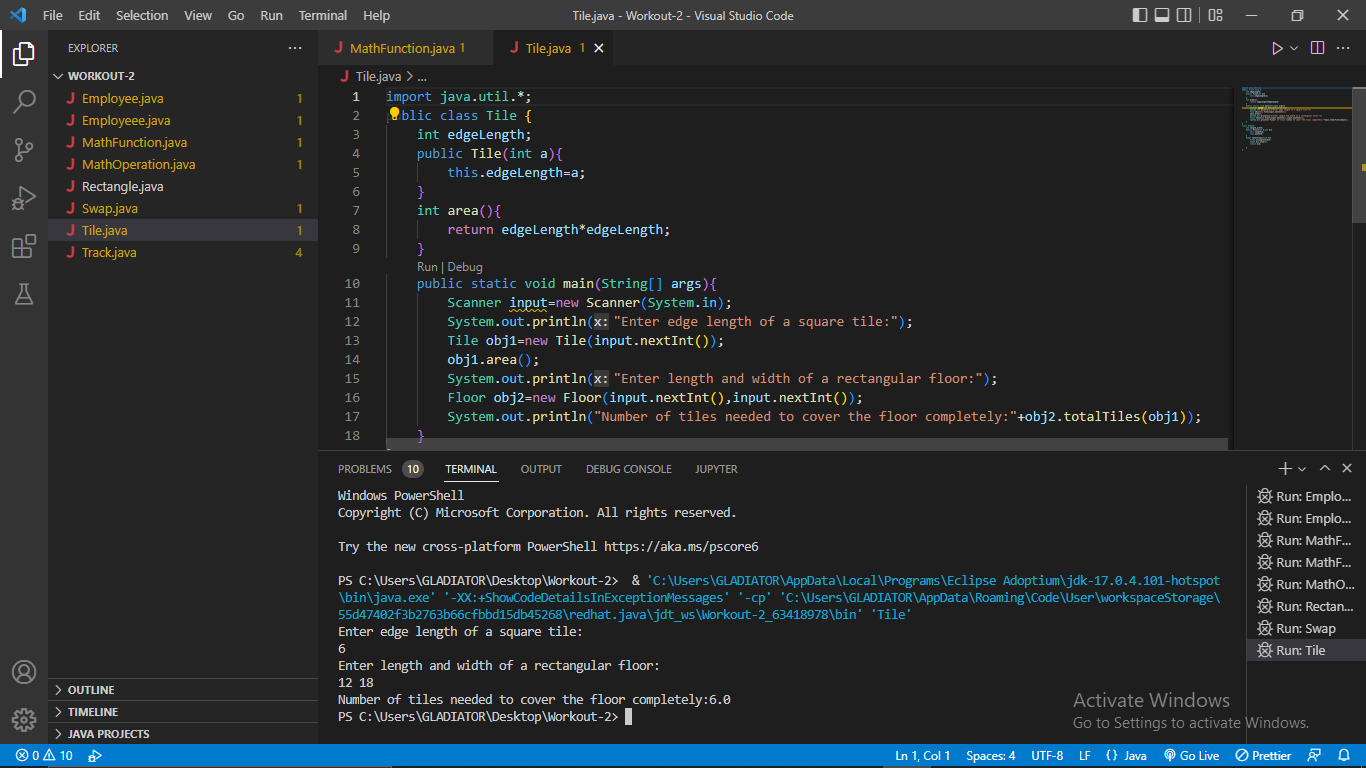 File Edit Selection View Go Run Terminal Help Tile.java - Workout-2 - Visual Studio Code
EXPLORER
WORKOUT-2
Employee.java 1
Employeee.java 1
MathFunction.java 1
MathOperation.java 1
Rectangle.java
Swap.java 1
Tile.java 1
Track.java 4
OUTLINE
TIMELINE
JAVA PROJECTS
MathFunction.java 1 Tile.java 1
Tile.java > ...
1 import java.util.*;
2 blic class Tile {
3 int edgeLength;
4 public Tile(int a){
5 this.edgeLength=a;
6 }
7 int area(){
8 return edgeLength*edgeLength;
9 }
Run | Debug
10 public static void main(String[] args){
11 Scanner input=new Scanner(System.in);
12 System.out.println(x: "Enter edge length of a square tile:");
13 Tile obj1=new Tile(input.nextInt());
14 obj1.area();
15 System.out.println(x: "Enter length and width of a rectangular floor:");
16 Floor obj2=new Floor(input.nextInt(),input.nextInt());
17 System.out.println("Number of tiles needed to cover the floor completely:"+obj2.totalTiles(obj1));
18 }
PROBLEMS 10 TERMINAL OUTPUT DEBUG CONSOLE JUPYTER
Windows PowerShell
Copyright (C) Microsoft Corporation. All rights reserved.
Try the new cross-platform PowerShell https://aka.ms/pscore6
PS C:\Users\GLADIATOR\Desktop\Workout-2> & 'C:\Users\GLADIATOR\AppData\Local\Programs\Eclipse Adoptium\jdk-17.0.4.101-hotspot
\bin\java.exe' '-XX:+ShowCodeDetailsInExceptionMessages' '-cp' 'C:\Users\GLADIATOR\AppData\Roaming\Code\User\workspaceStorage\
55d47402f3b2763b66cfbbd15db45268\redhat.java\jdt_ws\Workout-2_63418978\bin' 'Tile'
Enter edge length of a square tile:
6
Enter length and width of a rectangular floor:
12 18
Number of tiles needed to cover the floor completely:6.0
PS C:\Users\GLADIATOR\Desktop\Workout-2>
Run: Emplo...
Run: Emplo...
Run: MathF...
Run: MathF...
Run: MathO...
Run: Rectan...
Run: Swap
Run: Tile
Activate Windows
Go to Settings to activate Windows.
0 10 Ln 1, Col 1 Spaces: 4 UTF-8 LF {} Java Go Live Prettier